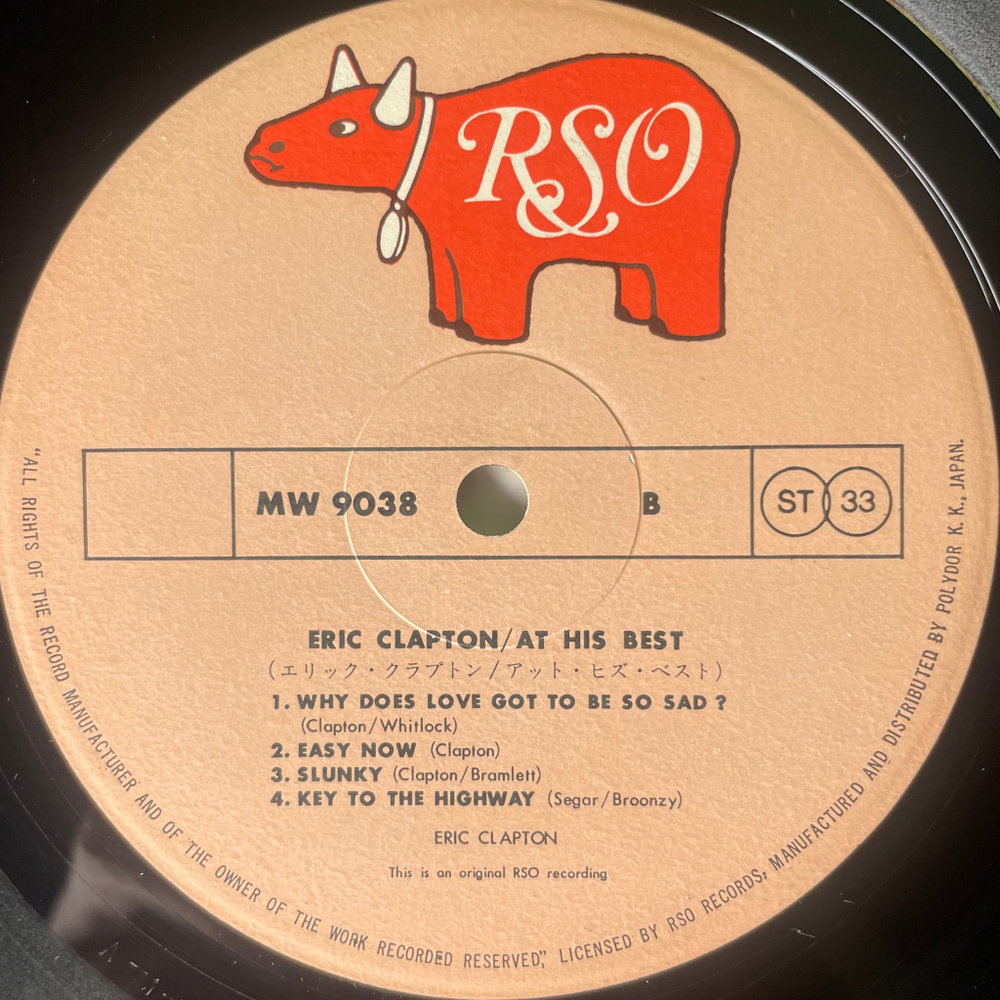 RSO
MW 9038
B
ST 33
ERIC CLAPTON/AT HIS BEST
(エリック・クラプトン/アット・ヒズ・ベスト)
1. WHY DOES LOVE GOT TO BE SO SAD ?
(Clapton/Whitlock)
2. EASY NOW (Clapton)
3. SLUNKY (Clapton/Bramlett)
4. KEY TO THE HIGHWAY (Segar/Broonzy)
ERIC CLAPTON
This is an original RSO recording
"ALL RIGHTS OF THE RECORD MANUFACTURER AND OF THE OWNER OF THE WORK RECORDED RESERVED," LICENSED BY RSO RECORDS, MANUFACTURED AND DISTRIBUTED BY POLYDOR K. K., JAPAN.